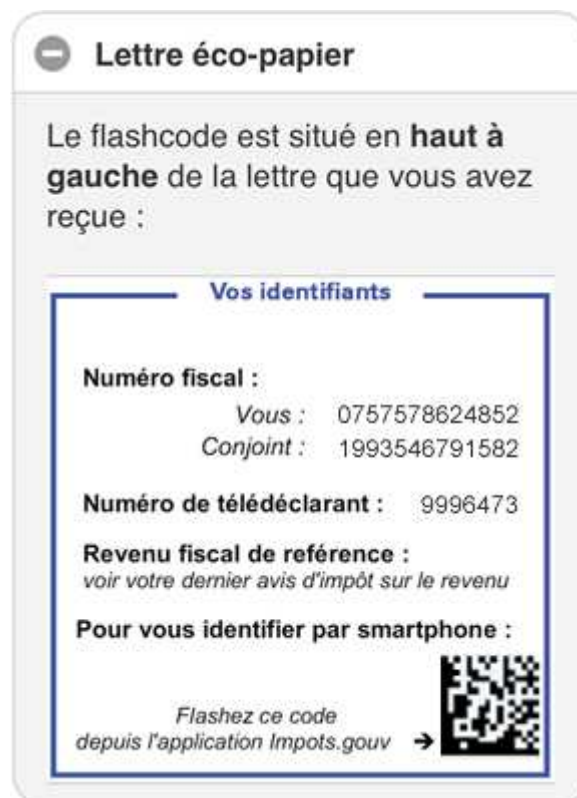 Lettre éco-papier
Le flashcode est situé en haut à
gauche de la lettre que vous avez
reçue :
Vos identifiants
Numéro fiscal :
Vous : 0757578624852
Conjoint : 1993546791582
Numéro de télédéclarant : 9996473
Revenu fiscal de reférence :
voir votre dernier avis d'impôt sur le revenu
Pour vous identifier par smartphone :
Flashez ce code
depuis l'application Impots.gouv ➔